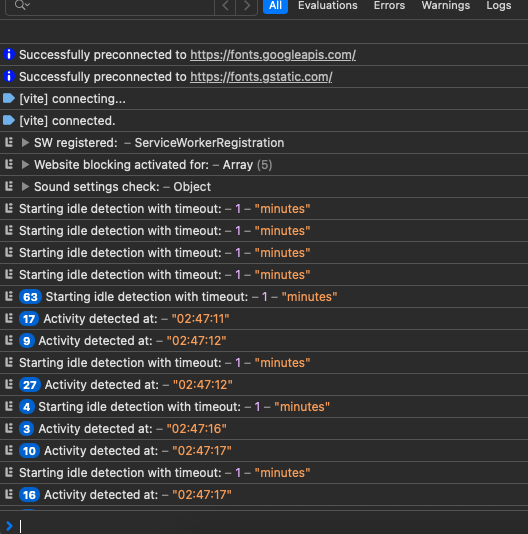 All Evaluations Errors Warnings Logs
Successfully preconnected to https://fonts.googleapis.com/
Successfully preconnected to https://fonts.gstatic.com/
[vite] connecting...
[vite] connected.
SW registered: – ServiceWorkerRegistration
Website blocking activated for: – Array (5)
Sound settings check: – Object
Starting idle detection with timeout: – 1 – "minutes"
Starting idle detection with timeout: – 1 – "minutes"
Starting idle detection with timeout: – 1 – "minutes"
Starting idle detection with timeout: – 1 – "minutes"
63 Starting idle detection with timeout: – 1 – "minutes"
17 Activity detected at: – "02:47:11"
9 Activity detected at: – "02:47:12"
Starting idle detection with timeout: – 1 – "minutes"
27 Activity detected at: – "02:47:12"
4 Starting idle detection with timeout: – 1 – "minutes"
3 Activity detected at: – "02:47:16"
10 Activity detected at: – "02:47:17"
Starting idle detection with timeout: – 1 – "minutes"
16 Activity detected at: – "02:47:17"